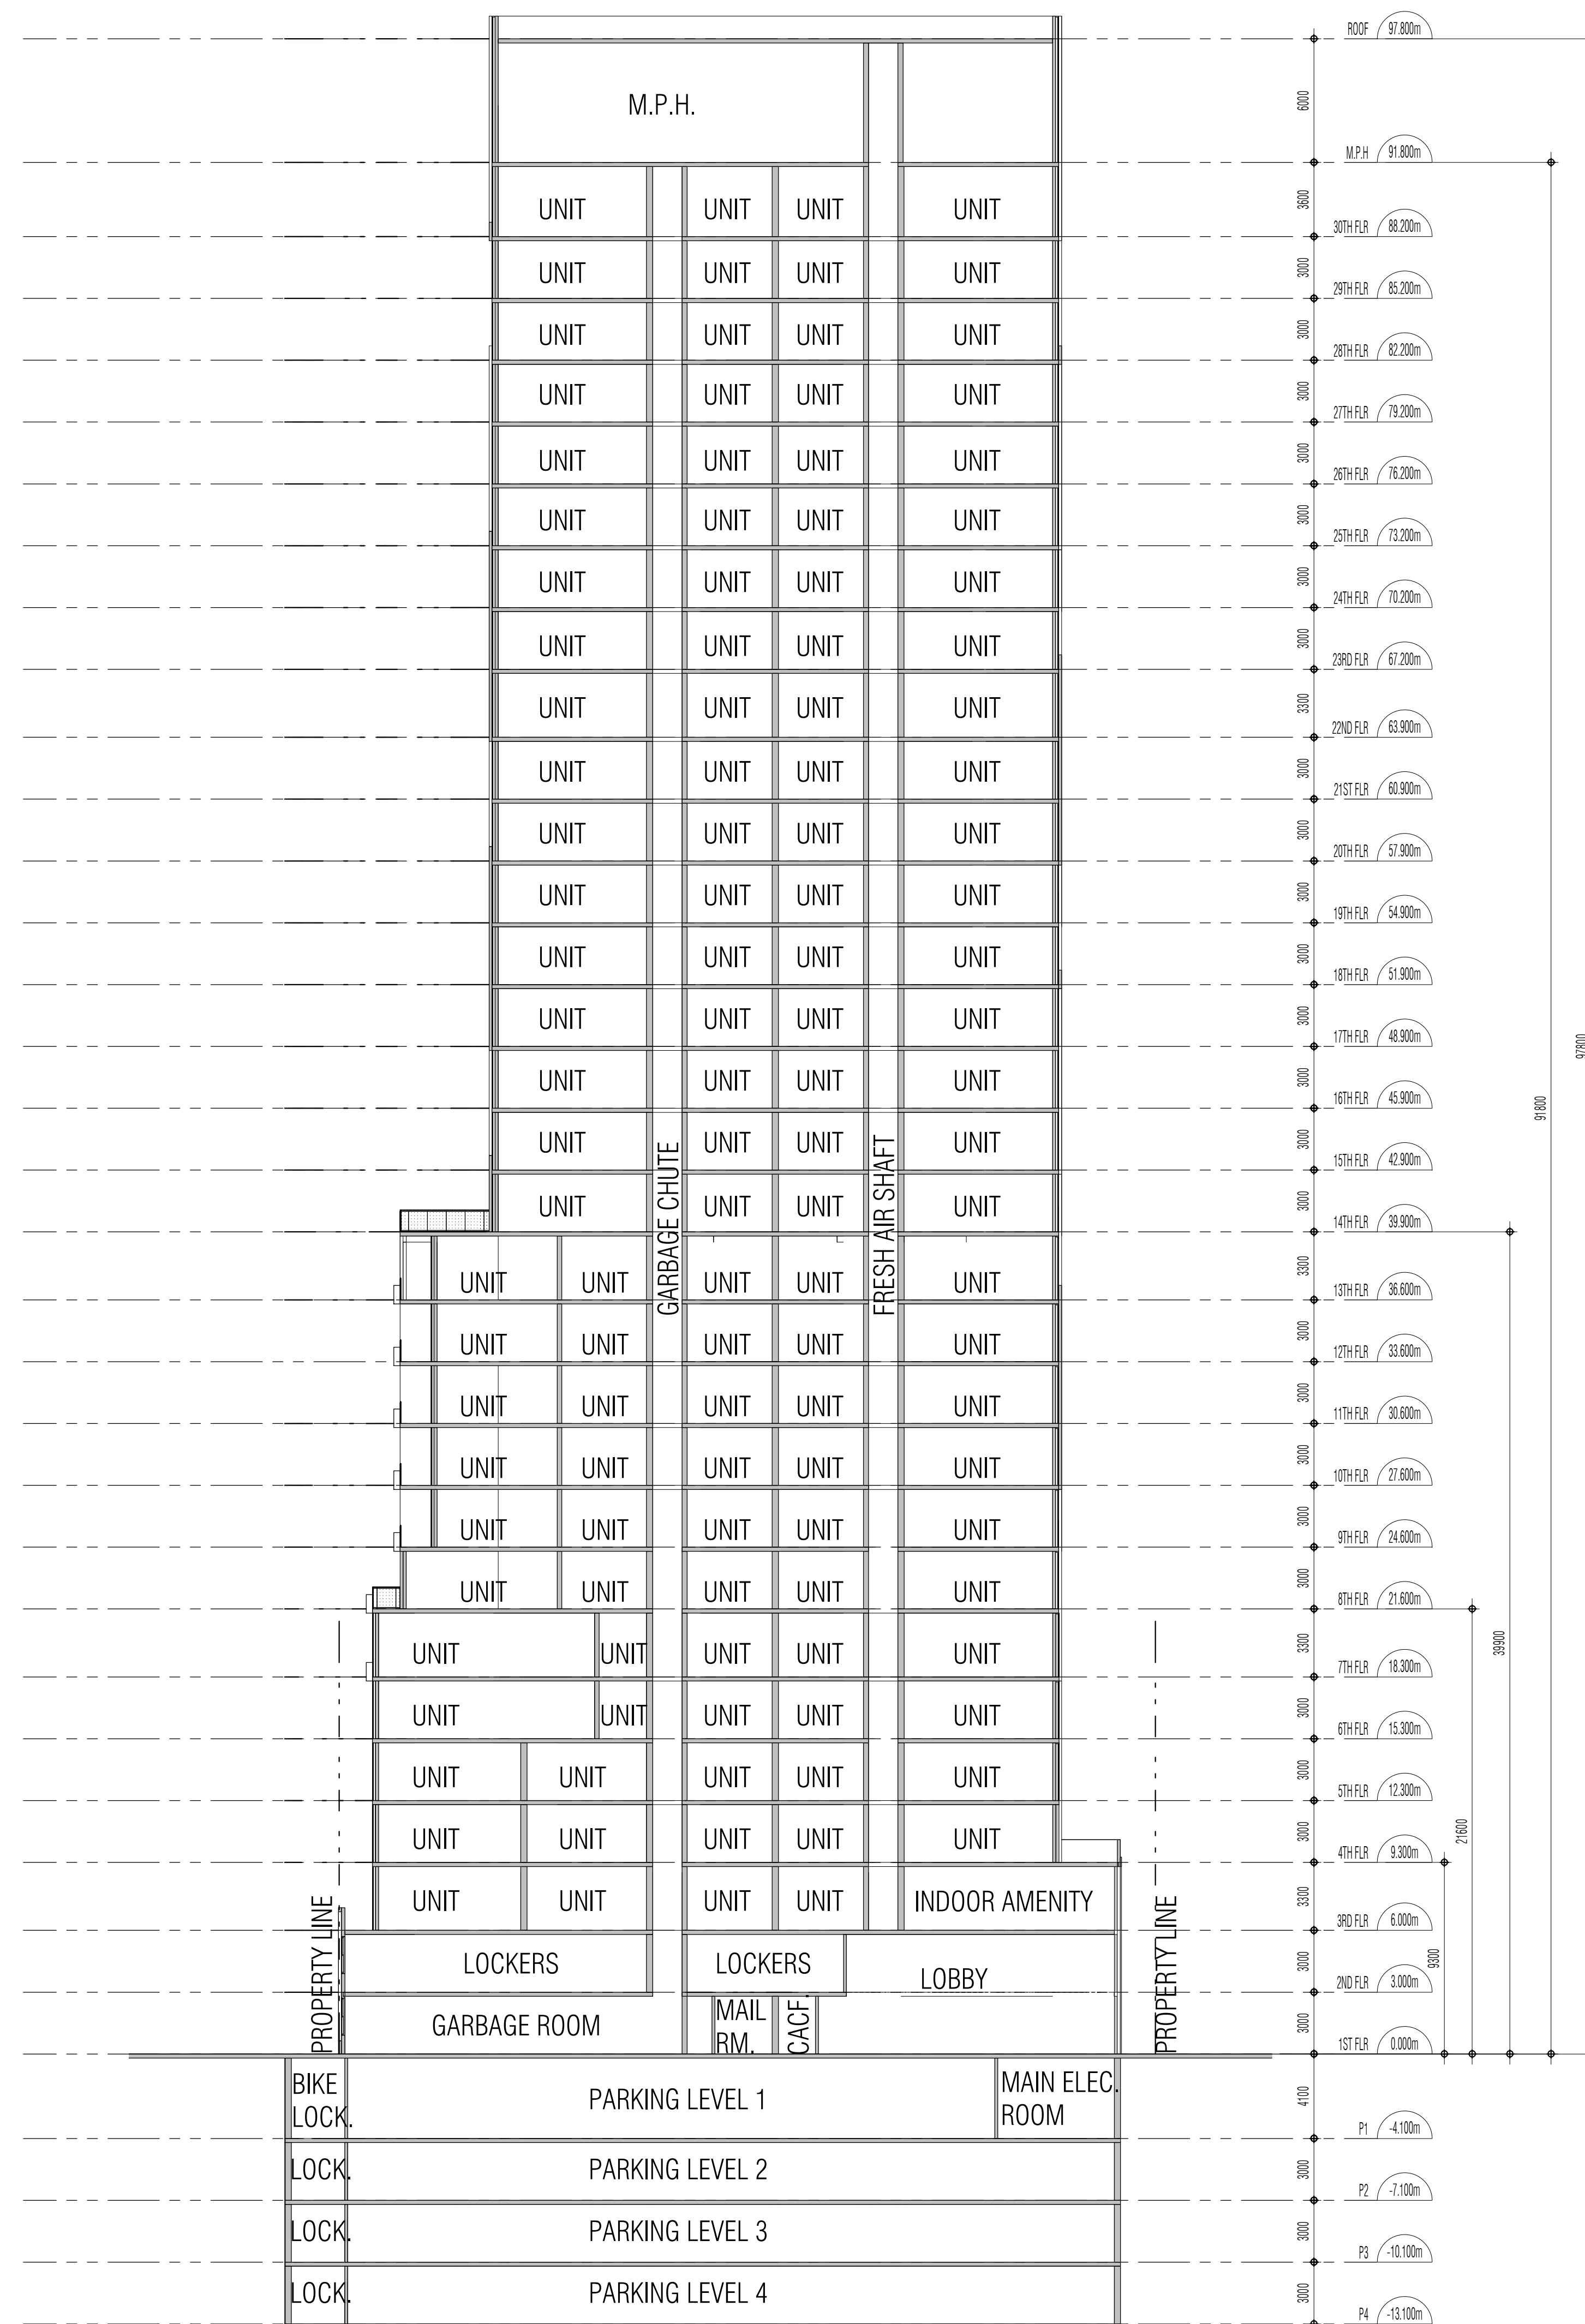 ROOF 97.800m
6000
M.P.H.
M.P.H 91.800m
3600
UNIT UNIT UNIT UNIT
30TH FLR 88.200m
3000
UNIT UNIT UNIT UNIT
29TH FLR 85.200m
3000
UNIT UNIT UNIT UNIT
28TH FLR 82.200m
3000
UNIT UNIT UNIT UNIT
27TH FLR 79.200m
3000
UNIT UNIT UNIT UNIT
26TH FLR 76.200m
3000
UNIT UNIT UNIT UNIT
25TH FLR 73.200m
3000
UNIT UNIT UNIT UNIT
24TH FLR 70.200m
3000
UNIT UNIT UNIT UNIT
23RD FLR 67.200m
3300
UNIT UNIT UNIT UNIT
22ND FLR 63.900m
3000
UNIT UNIT UNIT UNIT
21ST FLR 60.900m
3000
UNIT UNIT UNIT UNIT
20TH FLR 57.900m
3000
UNIT UNIT UNIT UNIT
19TH FLR 54.900m
3000
UNIT UNIT UNIT UNIT
18TH FLR 51.900m
3000
UNIT UNIT UNIT UNIT
17TH FLR 48.900m
97800
3000
UNIT UNIT UNIT UNIT
16TH FLR 45.900m
91800
3000
UNIT UNIT UNIT UNIT
15TH FLR 42.900m
3000
UNIT UNIT UNIT UNIT
14TH FLR 39.900m
GARBAGE CHUTE
FRESH AIR SHAFT
3300
UNIT UNIT UNIT UNIT UNIT
13TH FLR 36.600m
3000
UNIT UNIT UNIT UNIT UNIT
12TH FLR 33.600m
3000
UNIT UNIT UNIT UNIT UNIT
11TH FLR 30.600m
3000
UNIT UNIT UNIT UNIT UNIT
10TH FLR 27.600m
3000
UNIT UNIT UNIT UNIT UNIT
9TH FLR 24.600m
3000
UNIT UNIT UNIT UNIT UNIT
8TH FLR 21.600m
39900
3300
UNIT UNIT UNIT UNIT UNIT
7TH FLR 18.300m
3000
UNIT UNIT UNIT UNIT UNIT
6TH FLR 15.300m
3000
UNIT UNIT UNIT UNIT UNIT
5TH FLR 12.300m
21600
3000
UNIT UNIT UNIT UNIT UNIT
4TH FLR 9.300m
3300
UNIT UNIT UNIT UNIT INDOOR AMENITY
3RD FLR 6.000m
9300
PROPERTY LINE
PROPERTY LINE
3000
LOCKERS LOCKERS LOBBY
2ND FLR 3.000m
3000
GARBAGE ROOM
MAIL
RM.
CACF.
1ST FLR 0.000m
4100
BIKE
LOCK.
PARKING LEVEL 1
MAIN ELEC.
ROOM
P1 -4.100m
3000
LOCK. PARKING LEVEL 2
P2 -7.100m
3000
LOCK. PARKING LEVEL 3
P3 -10.100m
3000
LOCK. PARKING LEVEL 4
P4 -13.100m